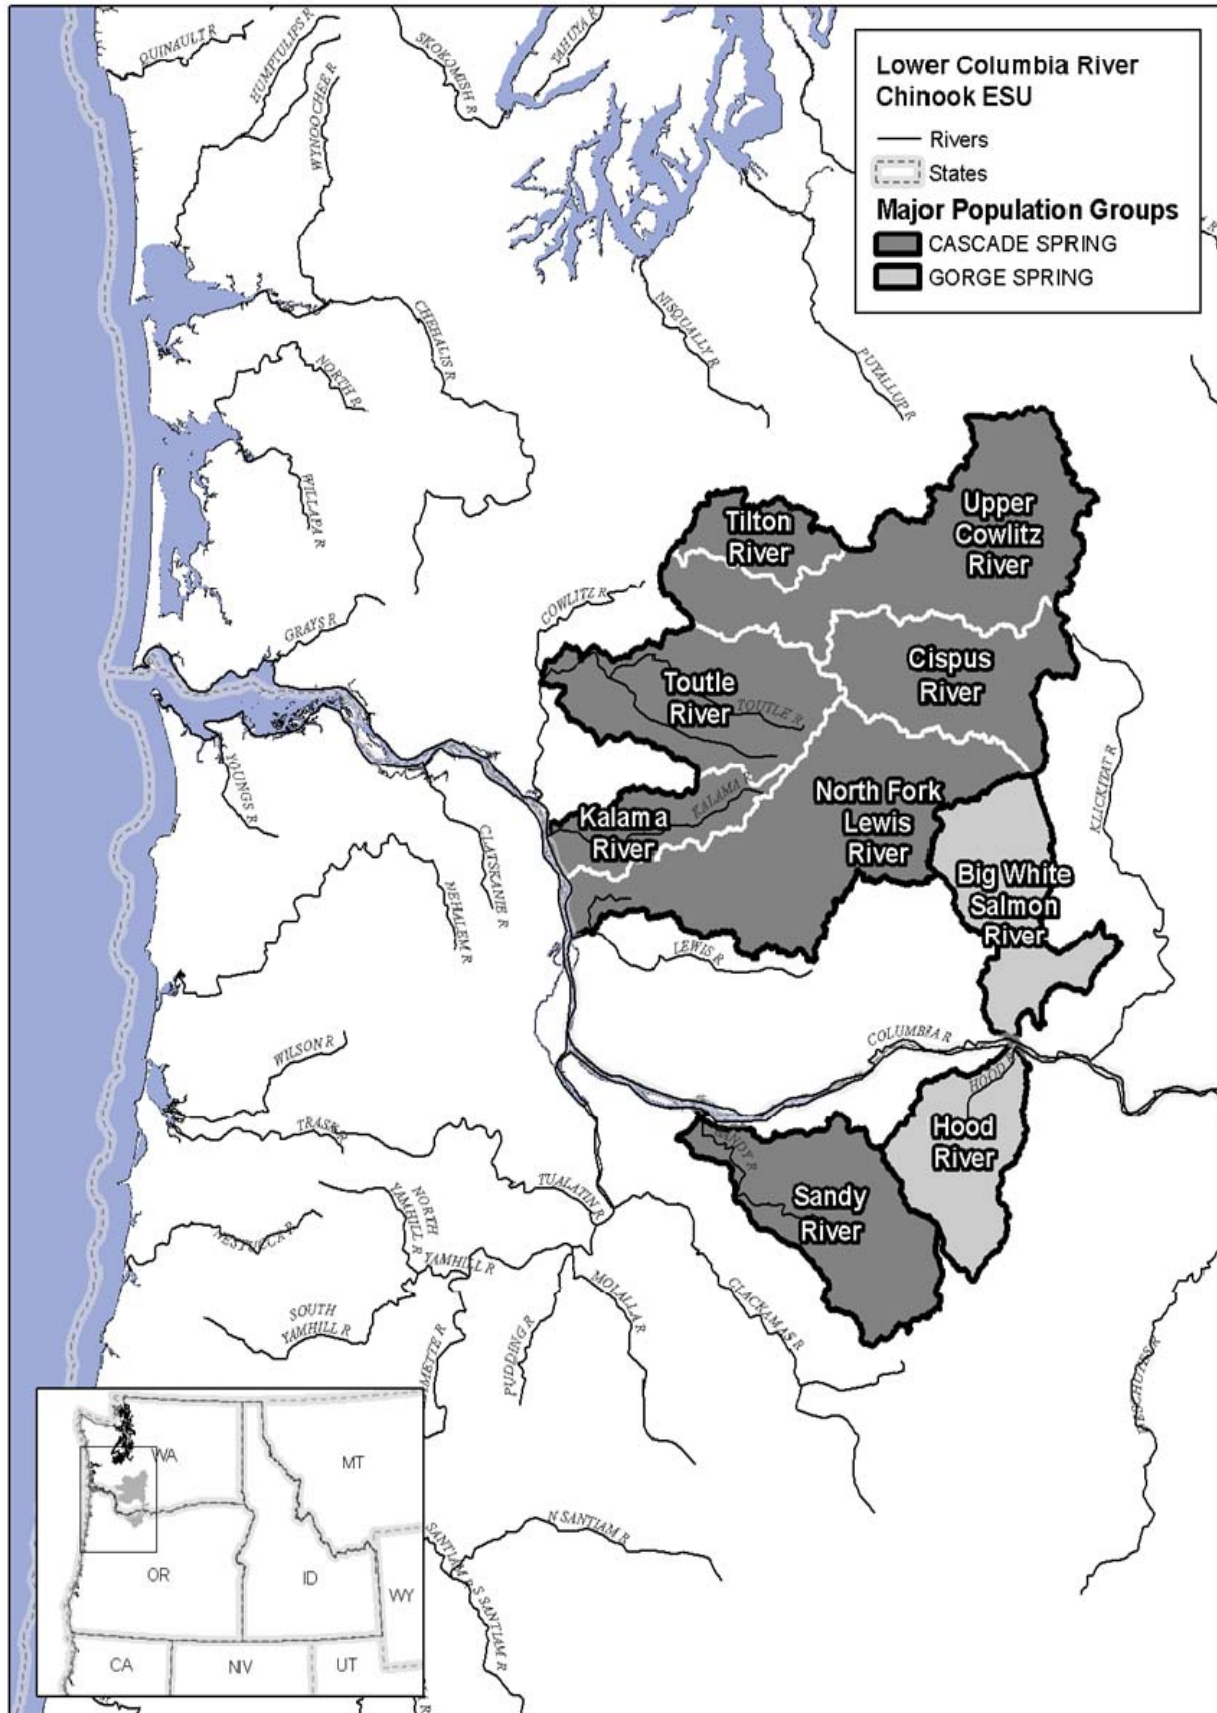 Lower Columbia River
Chinook ESU
Rivers
States
Major Population Groups
CASCADE SPRING
GORGE SPRING
QUINAULT R
HUMPTULIPS R
WYNOOCHEE R
SKOKOMISH R
TAHUYA R
NISQUALLY R
PUYALLUP R
CHEHALIS R
NORTH R
WILLAPA R
Tilton
River
Upper
Cowlitz
River
COWLITZ R
GRAYS R
Toutle
River
TOUTLE R
Cispus
River
KLICKITAT R
YOUNGS R
CLATSKANIE R
NEHALEM R
Kalama
River
KALAMA R
North Fork
Lewis
River
Big White
Salmon
River
LEWIS R
COLUMBIA R
HOOD R
Hood
River
WILSON R
TRASK R
SANDY R
Sandy
River
TUALATIN R
NORTH
YAMHILL R
YAMHILL R
NESTUCCA R
SOUTH
YAMHILL R
MOLALLA R
PUDDING R
CLACKAMAS R
DESCHUTES R
METTE R
N SANTIAM R
SANTIAM R
S SANTIAM R
R
WA
MT
OR
ID
WY
CA
NV
UT